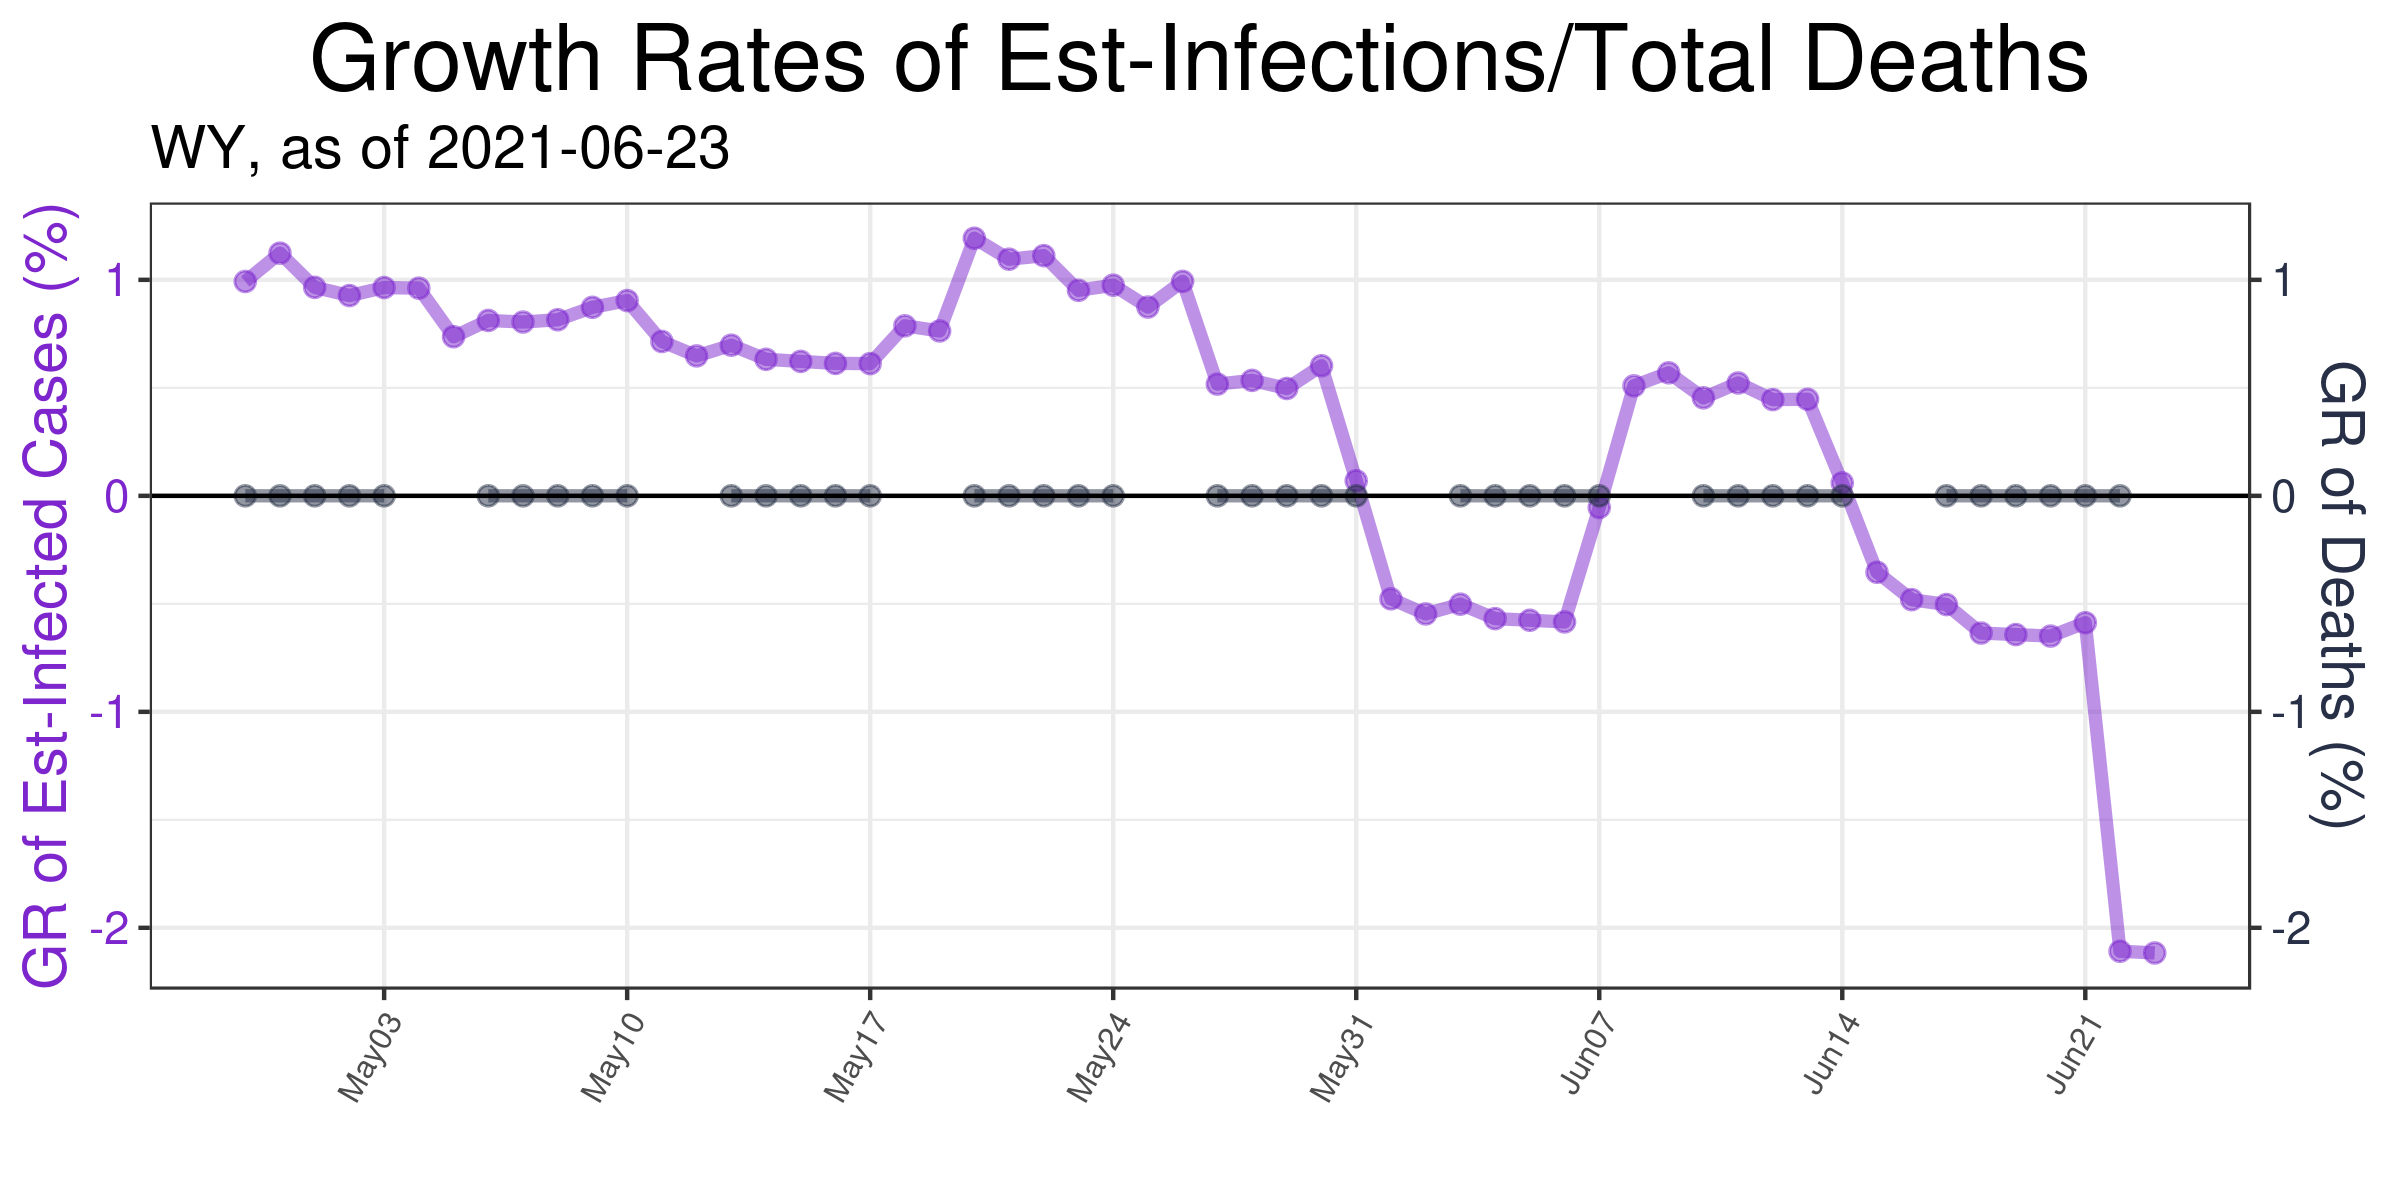 Growth Rates of Est-Infections/Total Deaths
WY, as of 2021-06-23
GR of Est-Infected Cases (%)
1
0
-1
-2
1
0
-1
-2
GR of Deaths (%)
May03
May10
May17
May24
May31
Jun07
Jun14
Jun21